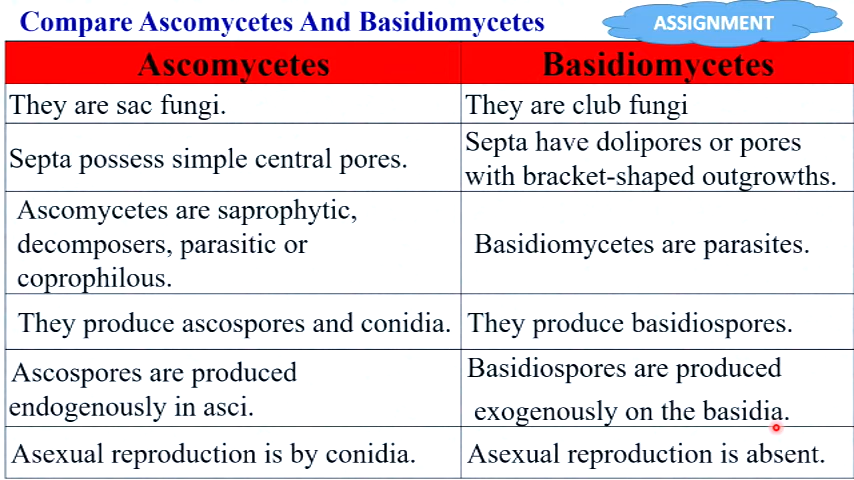 Compare Ascomycetes And Basidiomycetes
ASSIGNMENT
Ascomycetes
Basidiomycetes
They are sac fungi.
They are club fungi
Septa possess simple central pores.
Septa have dolipores or pores
with bracket-shaped outgrowths.
Ascomycetes are saprophytic,
decomposers, parasitic or
coprophilous.
Basidiomycetes are parasites.
They produce ascospores and conidia.
They produce basidiospores.
Ascospores are produced
endogenously in asci.
Basidiospores are produced
exogenously on the basidia.
Asexual reproduction is by conidia.
Asexual reproduction is absent.